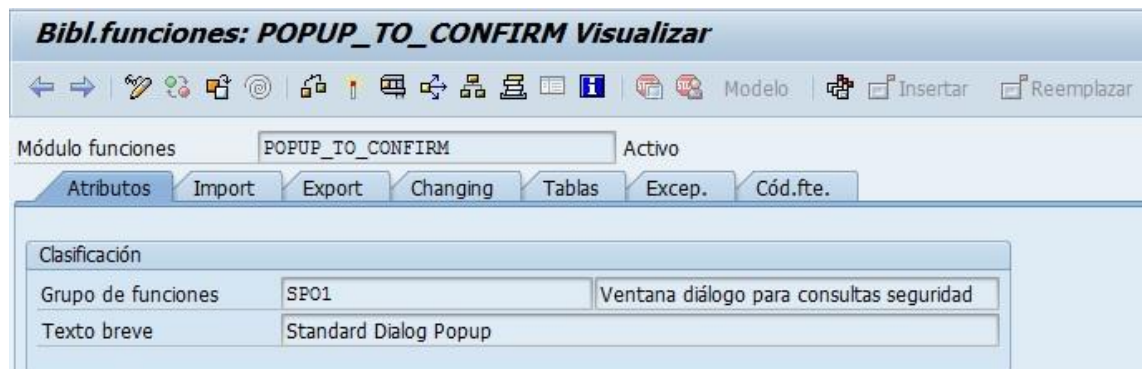 Bibl.funciones: POPUP_TO_CONFIRM Visualizar
Modelo Insertar Reemplazar
Módulo funciones POPUP_TO_CONFIRM Activo
Atributos Import Export Changing Tablas Excep. Cód.fte.
Clasificación
Grupo de funciones SPO1 Ventana diálogo para consultas seguridad
Texto breve Standard Dialog Popup